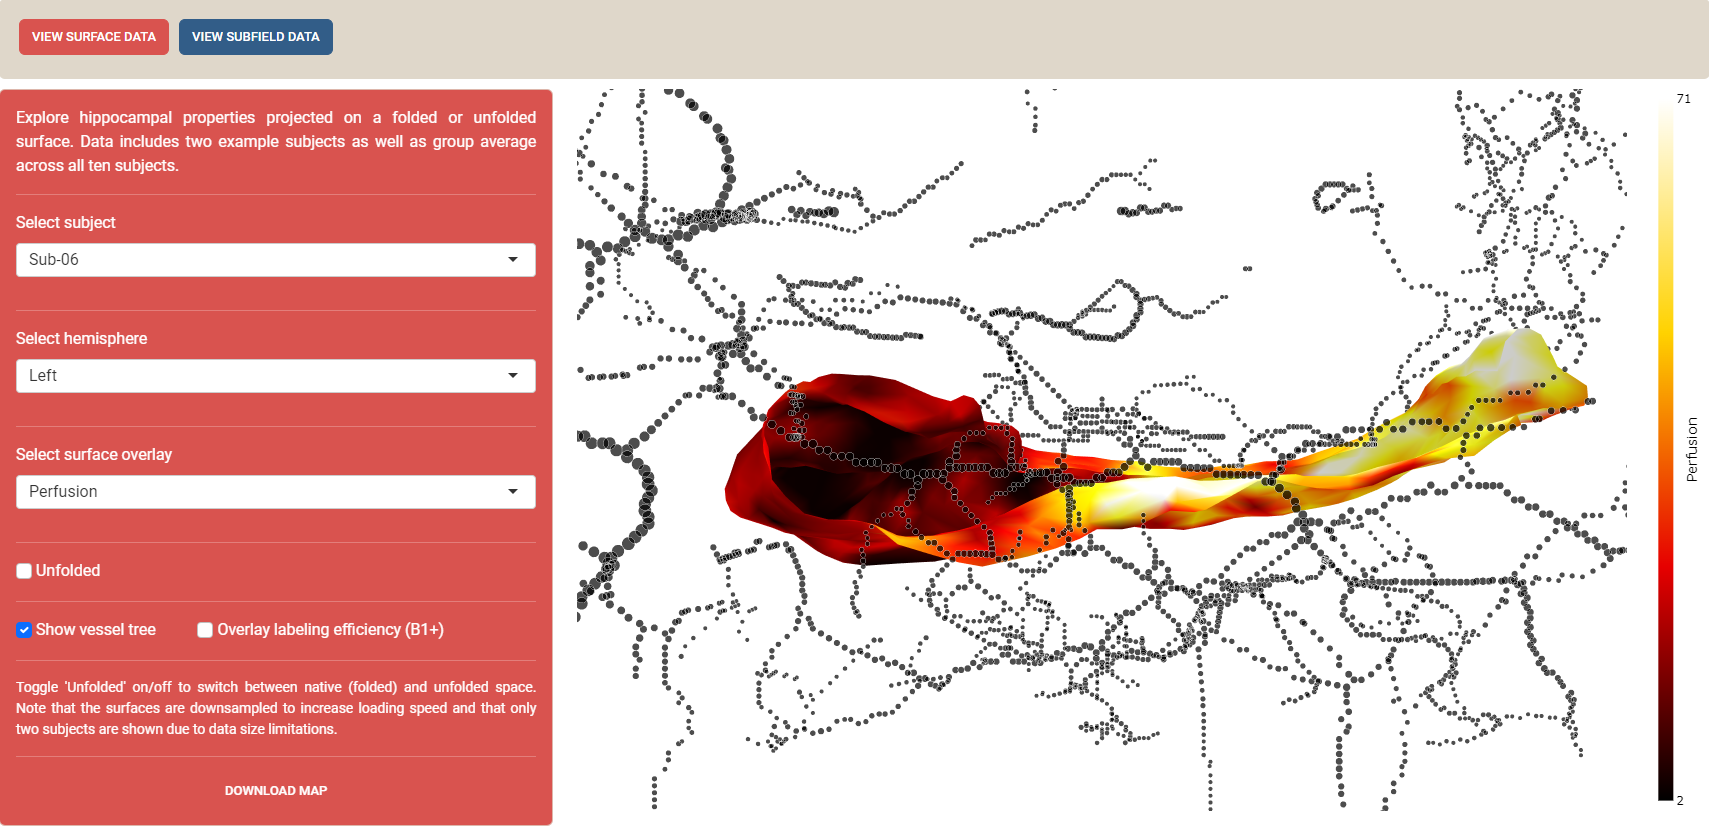 VIEW SURFACE DATA
VIEW SUBFIELD DATA
Explore hippocampal properties projected on a folded or unfolded
surface. Data includes two example subjects as well as group average
across all ten subjects.
Select subject
Sub-06
Select hemisphere
Left
Select surface overlay
Perfusion
Unfolded
Show vessel tree
Overlay labeling efficiency (B1+)
Toggle 'Unfolded' on/off to switch between native (folded) and unfolded space.
Note that the surfaces are downsampled to increase loading speed and that only
two subjects are shown due to data size limitations.
DOWNLOAD MAP
71
Perfusion
2